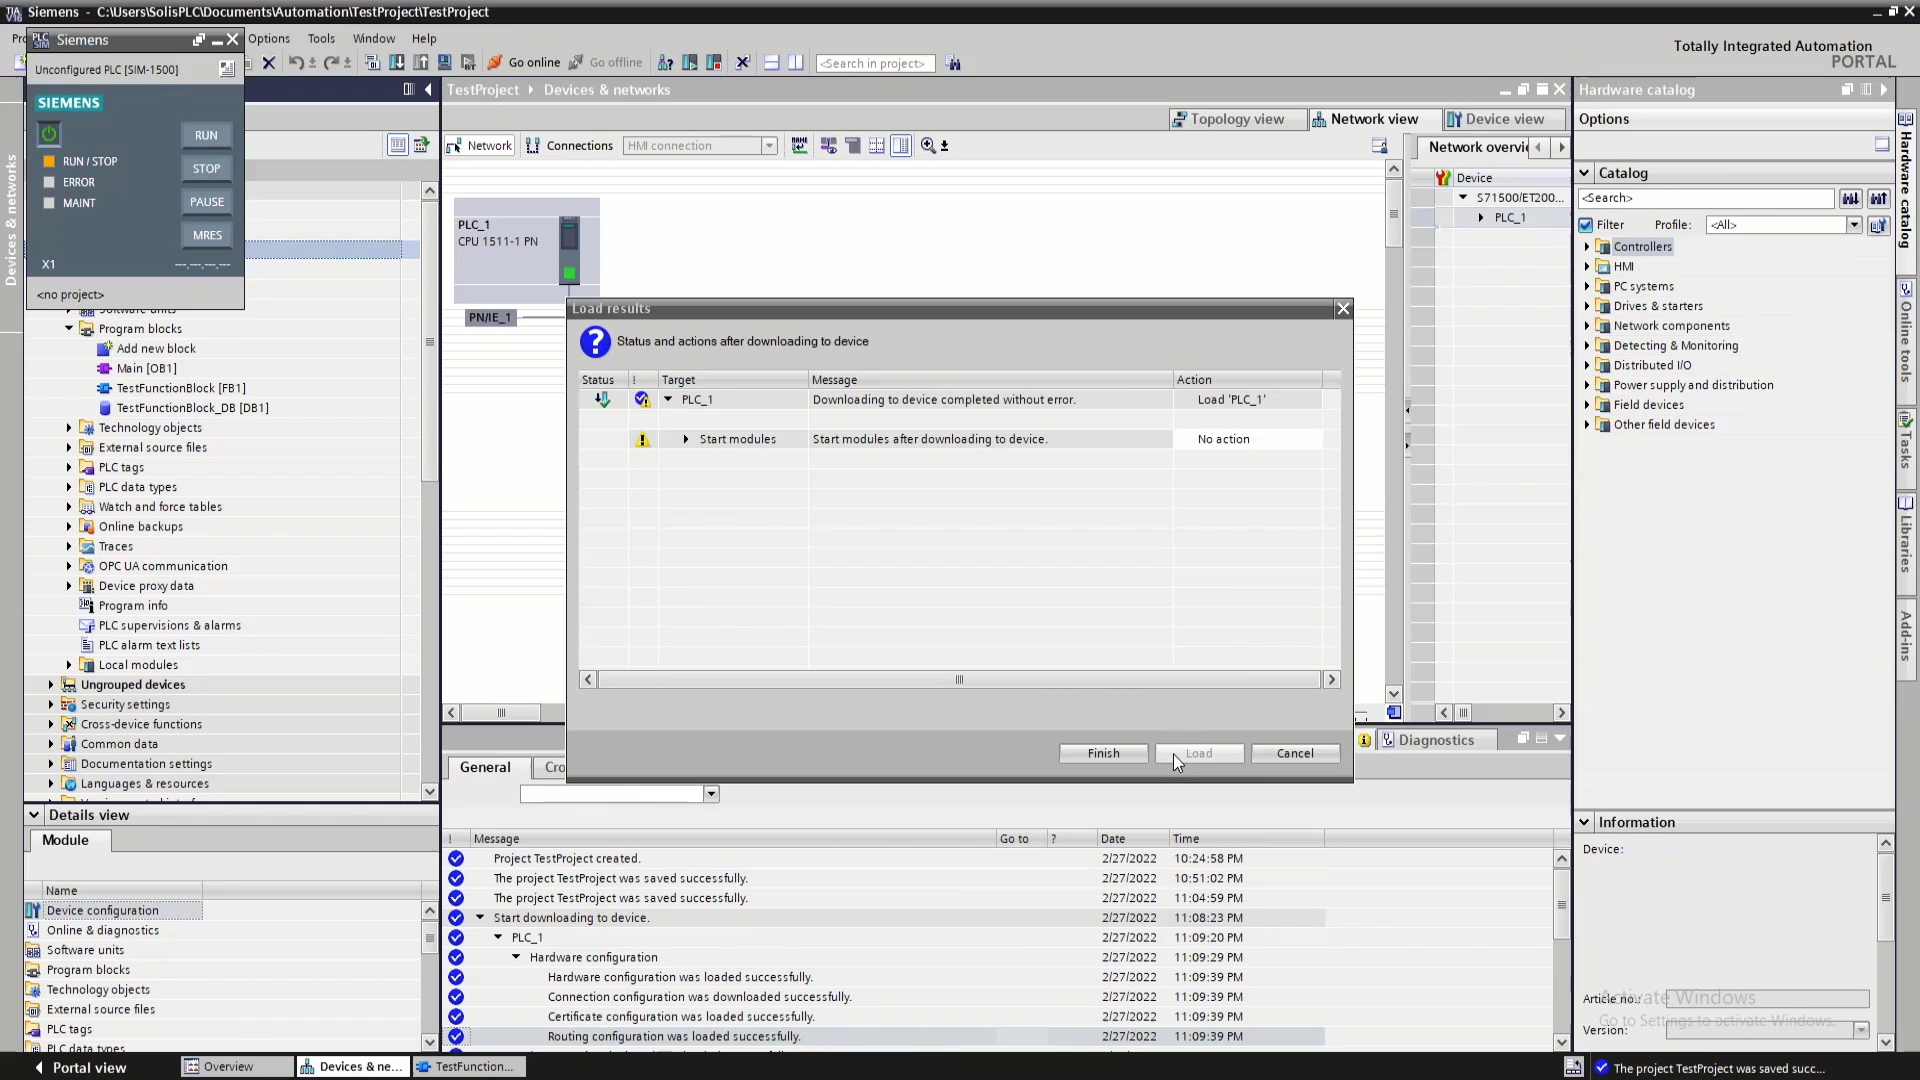 Siemens - C:\Users\SolisPLC\Documents\Automation\TestProject\TestProject
Options Tools Window Help
Go online Go offline <Search in project>
Totally Integrated Automation
PORTAL
PLC SIM Siemens
Unconfigured PLC [SIM-1500]
SIEMENS
RUN
STOP
PAUSE
MRES
RUN / STOP
ERROR
MAINT
X1 ---.---.---.---
<no project>
Devices & networks
TestProject Devices & networks
Topology view Network view Device view
Network Connections HMI connection
PLC_1
CPU 1511-1 PN
PN/IE_1
Device
S71500/ET200...
PLC_1
Program blocks
Add new block
Main [OB1]
TestFunctionBlock [FB1]
TestFunctionBlock_DB [DB1]
Technology objects
External source files
PLC tags
PLC data types
Watch and force tables
Online backups
Traces
OPC UA communication
Device proxy data
Program info
PLC supervisions & alarms
PLC alarm text lists
Local modules
Ungrouped devices
Security settings
Cross-device functions
Common data
Documentation settings
Languages & resources
Load results
Status and actions after downloading to device
Status ! Target Message Action
PLC_1 Downloading to device completed without error. Load 'PLC_1'
Start modules Start modules after downloading to device. No action
Finish Load Cancel
Diagnostics
General
! Message Go to ? Date Time
Project TestProject created. 2/27/2022 10:24:58 PM
The project TestProject was saved successfully. 2/27/2022 10:51:02 PM
The project TestProject was saved successfully. 2/27/2022 11:04:59 PM
Start downloading to device. 2/27/2022 11:08:23 PM
PLC_1 2/27/2022 11:09:20 PM
Hardware configuration 2/27/2022 11:09:29 PM
Hardware configuration was loaded successfully. 2/27/2022 11:09:39 PM
Connection configuration was downloaded successfully. 2/27/2022 11:09:39 PM
Certificate configuration was loaded successfully. 2/27/2022 11:09:39 PM
Routing configuration was loaded successfully. 2/27/2022 11:09:39 PM
Details view
Module
Name
Device configuration
Online & diagnostics
Software units
Program blocks
Technology objects
External source files
PLC tags
PLC data types
Hardware catalog
Options
Catalog
<Search>
Filter Profile: <All>
Controllers
HMI
PC systems
Drives & starters
Network components
Detecting & Monitoring
Distributed I/O
Power supply and distribution
Field devices
Other field devices
Information
Device:
Article no.:
Version:
Activate Windows
Go to Settings to activate Windows.
Hardware catalog
Online tools
Tasks
Libraries
Add-ins
Portal view Overview Devices & ne... TestFunction...
The project TestProject was saved succ...